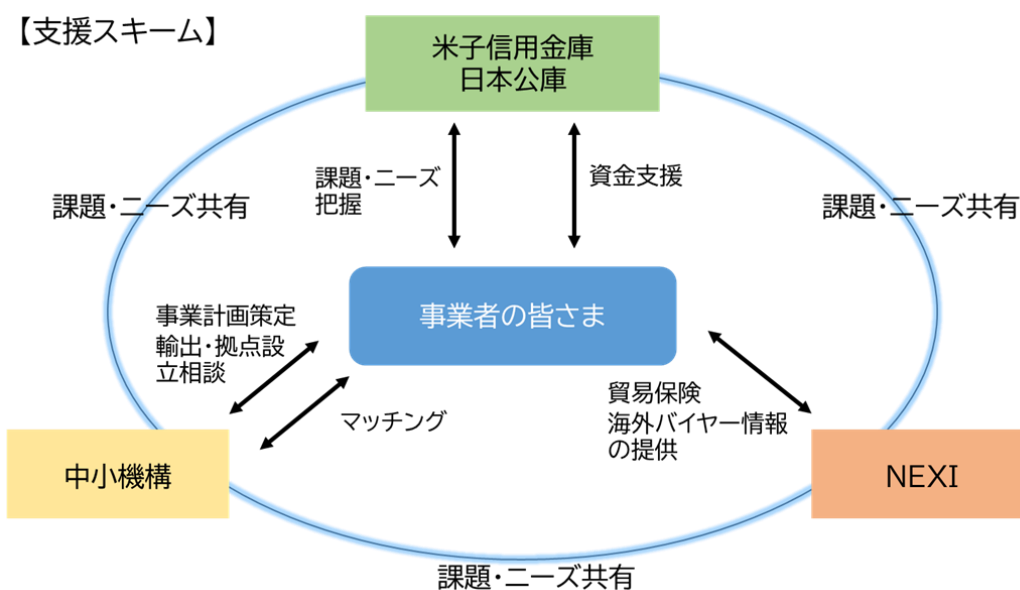 【支援スキーム】
米子信用金庫
日本公庫
課題・ニーズ
把握
資金支援
課題・ニーズ共有
課題・ニーズ共有
事業者の皆さま
事業計画策定
輸出・拠点設
立相談
マッチング
貿易保険
海外バイヤー情報
の提供
中小機構
NEXI
課題・ニーズ共有